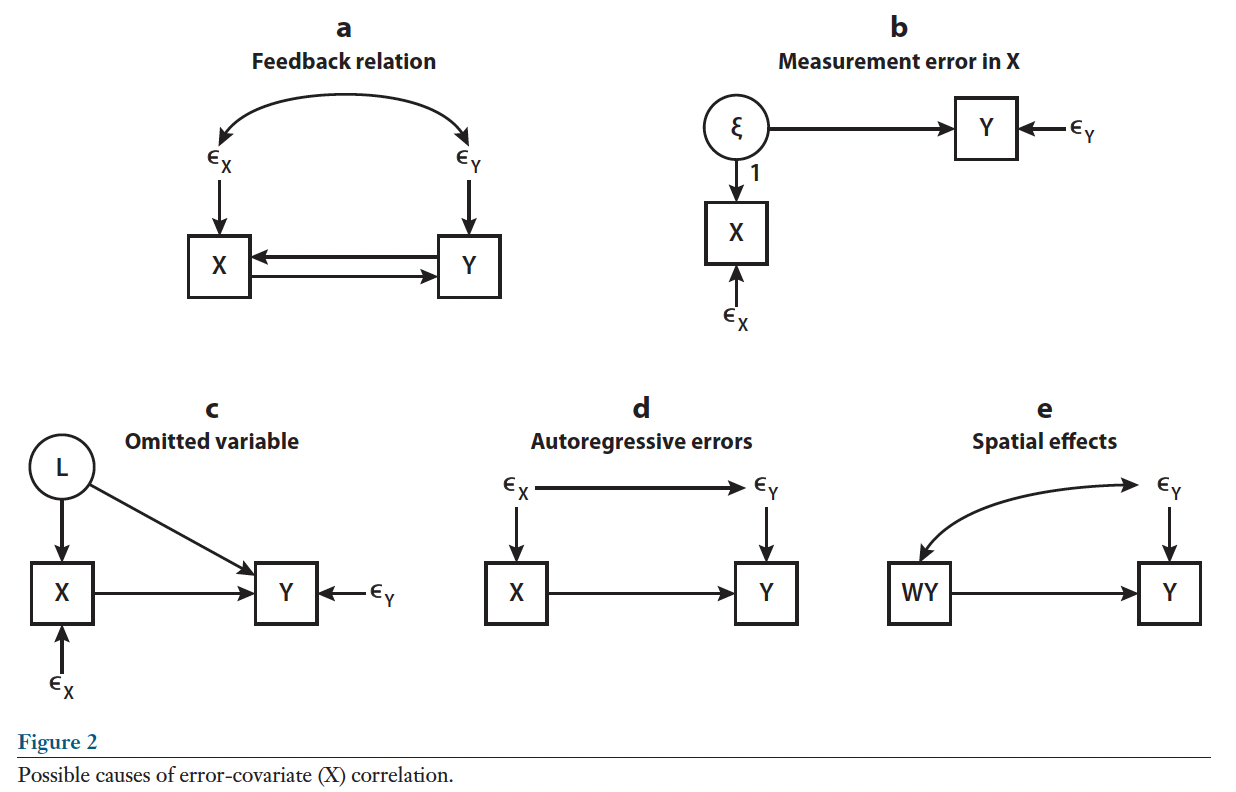 a
Feedback relation
ϵX
ϵY
X
Y
b
Measurement error in X
ξ
Y
ϵY
1
X
ϵX
c
Omitted variable
L
X
Y
ϵY
ϵX
d
Autoregressive errors
ϵX
ϵY
X
Y
e
Spatial effects
ϵY
WY
Y
Figure 2
Possible causes of error-covariate (X) correlation.